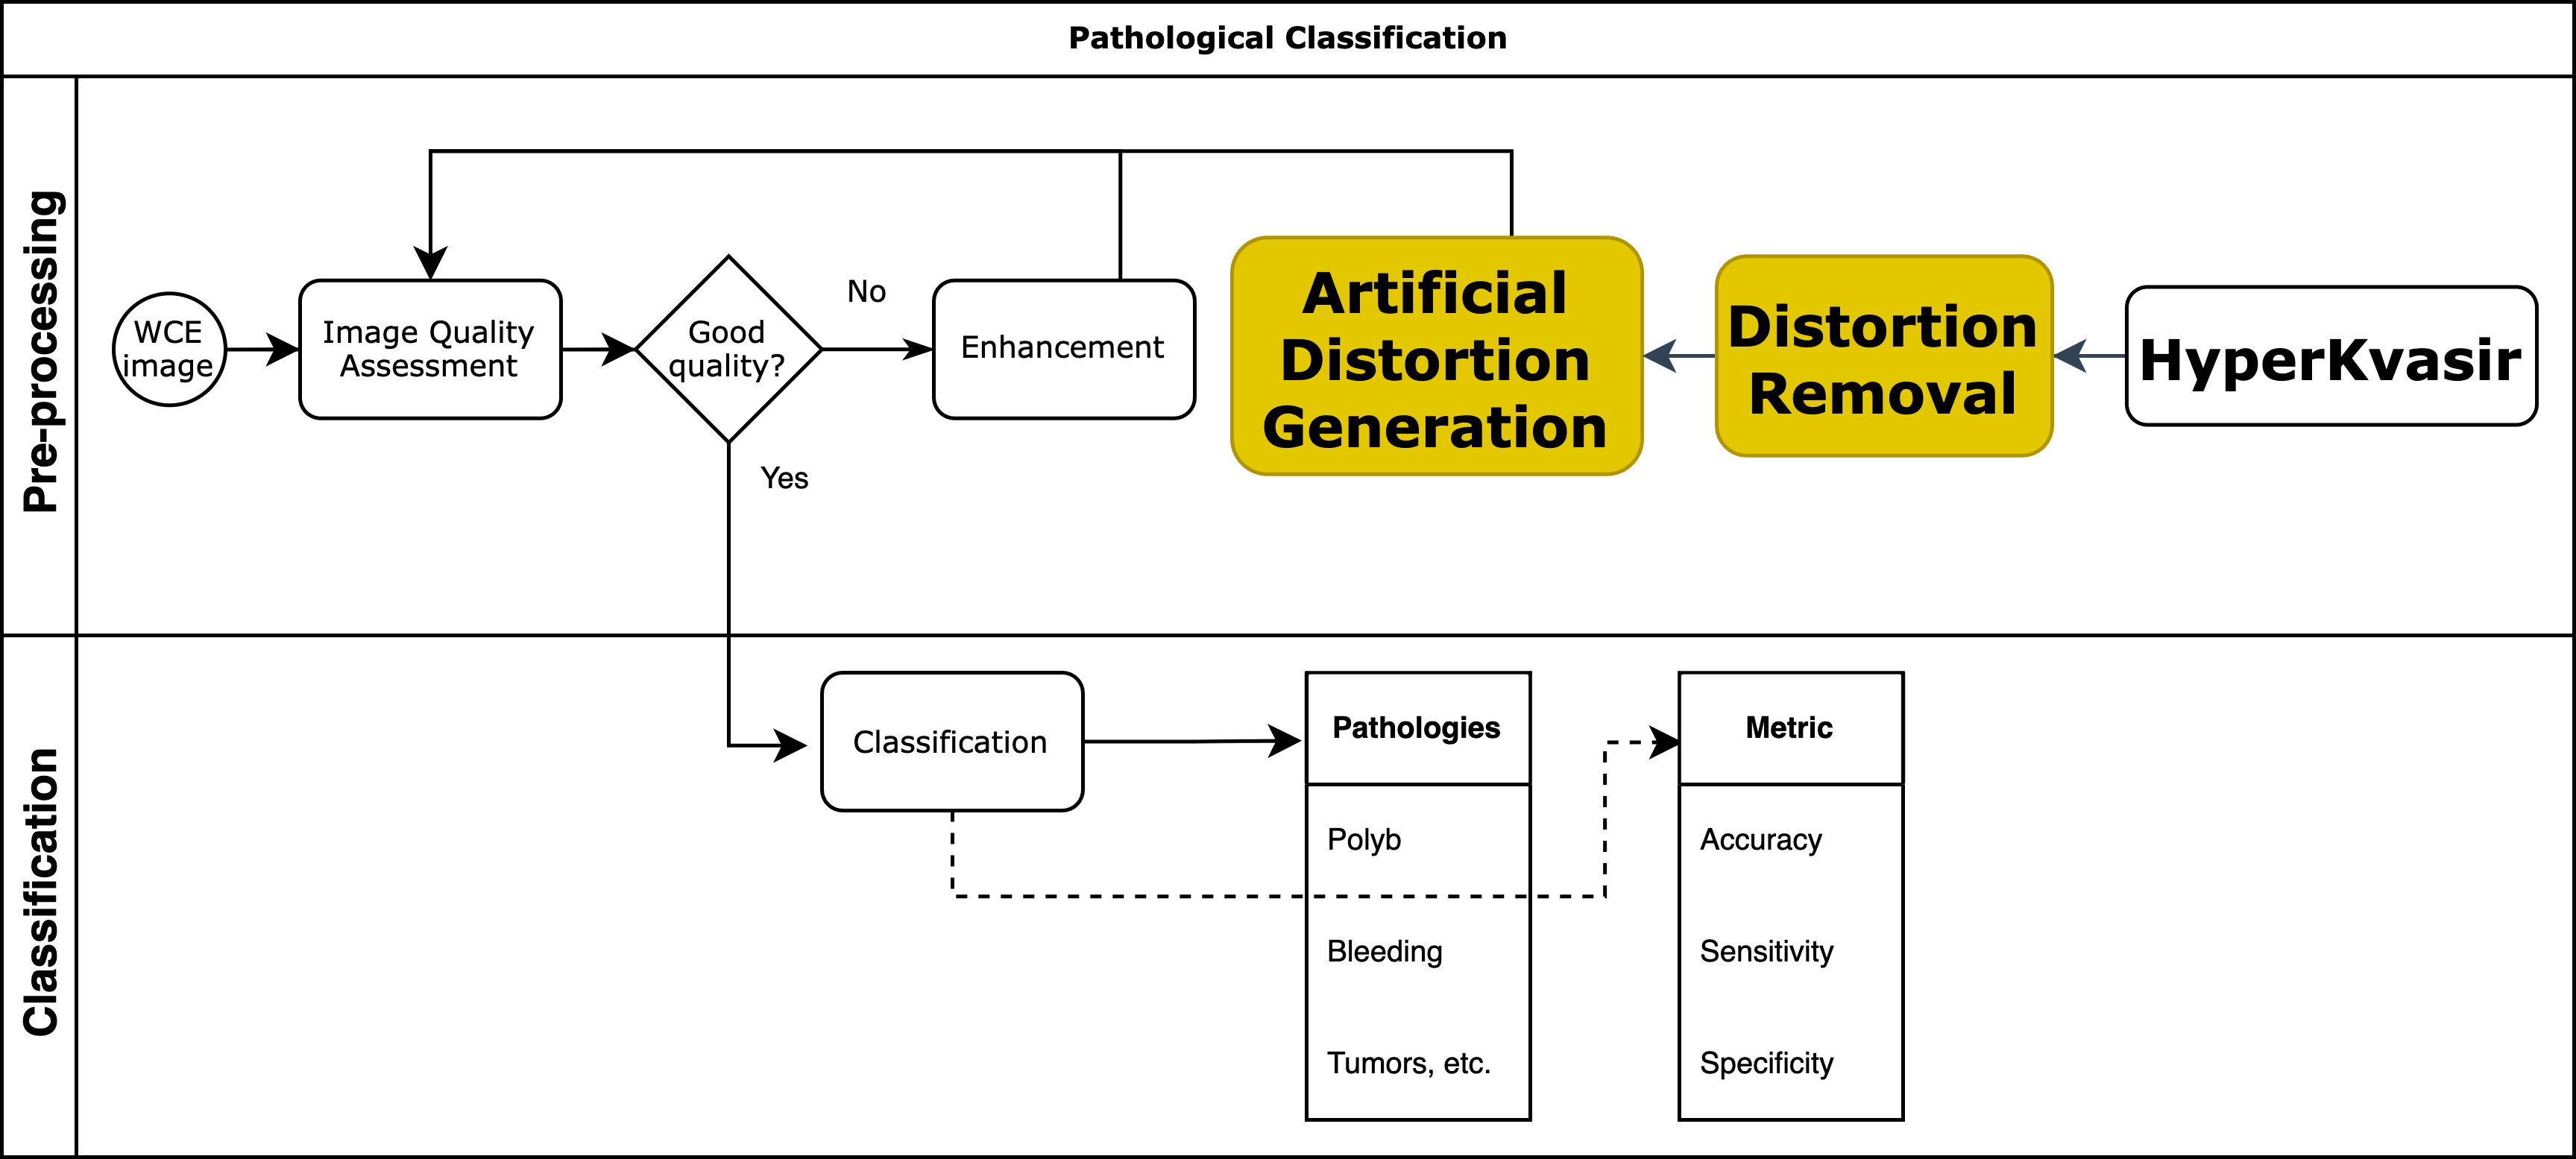 Pathological Classification
Pre-processing
WCE
image
Image Quality
Assessment
Good
quality?
No
Yes
Enhancement
Artificial
Distortion
Generation
Distortion
Removal
HyperKvasir
Classification
Classification
Pathologies
Polyb
Bleeding
Tumors, etc.
Metric
Accuracy
Sensitivity
Specificity